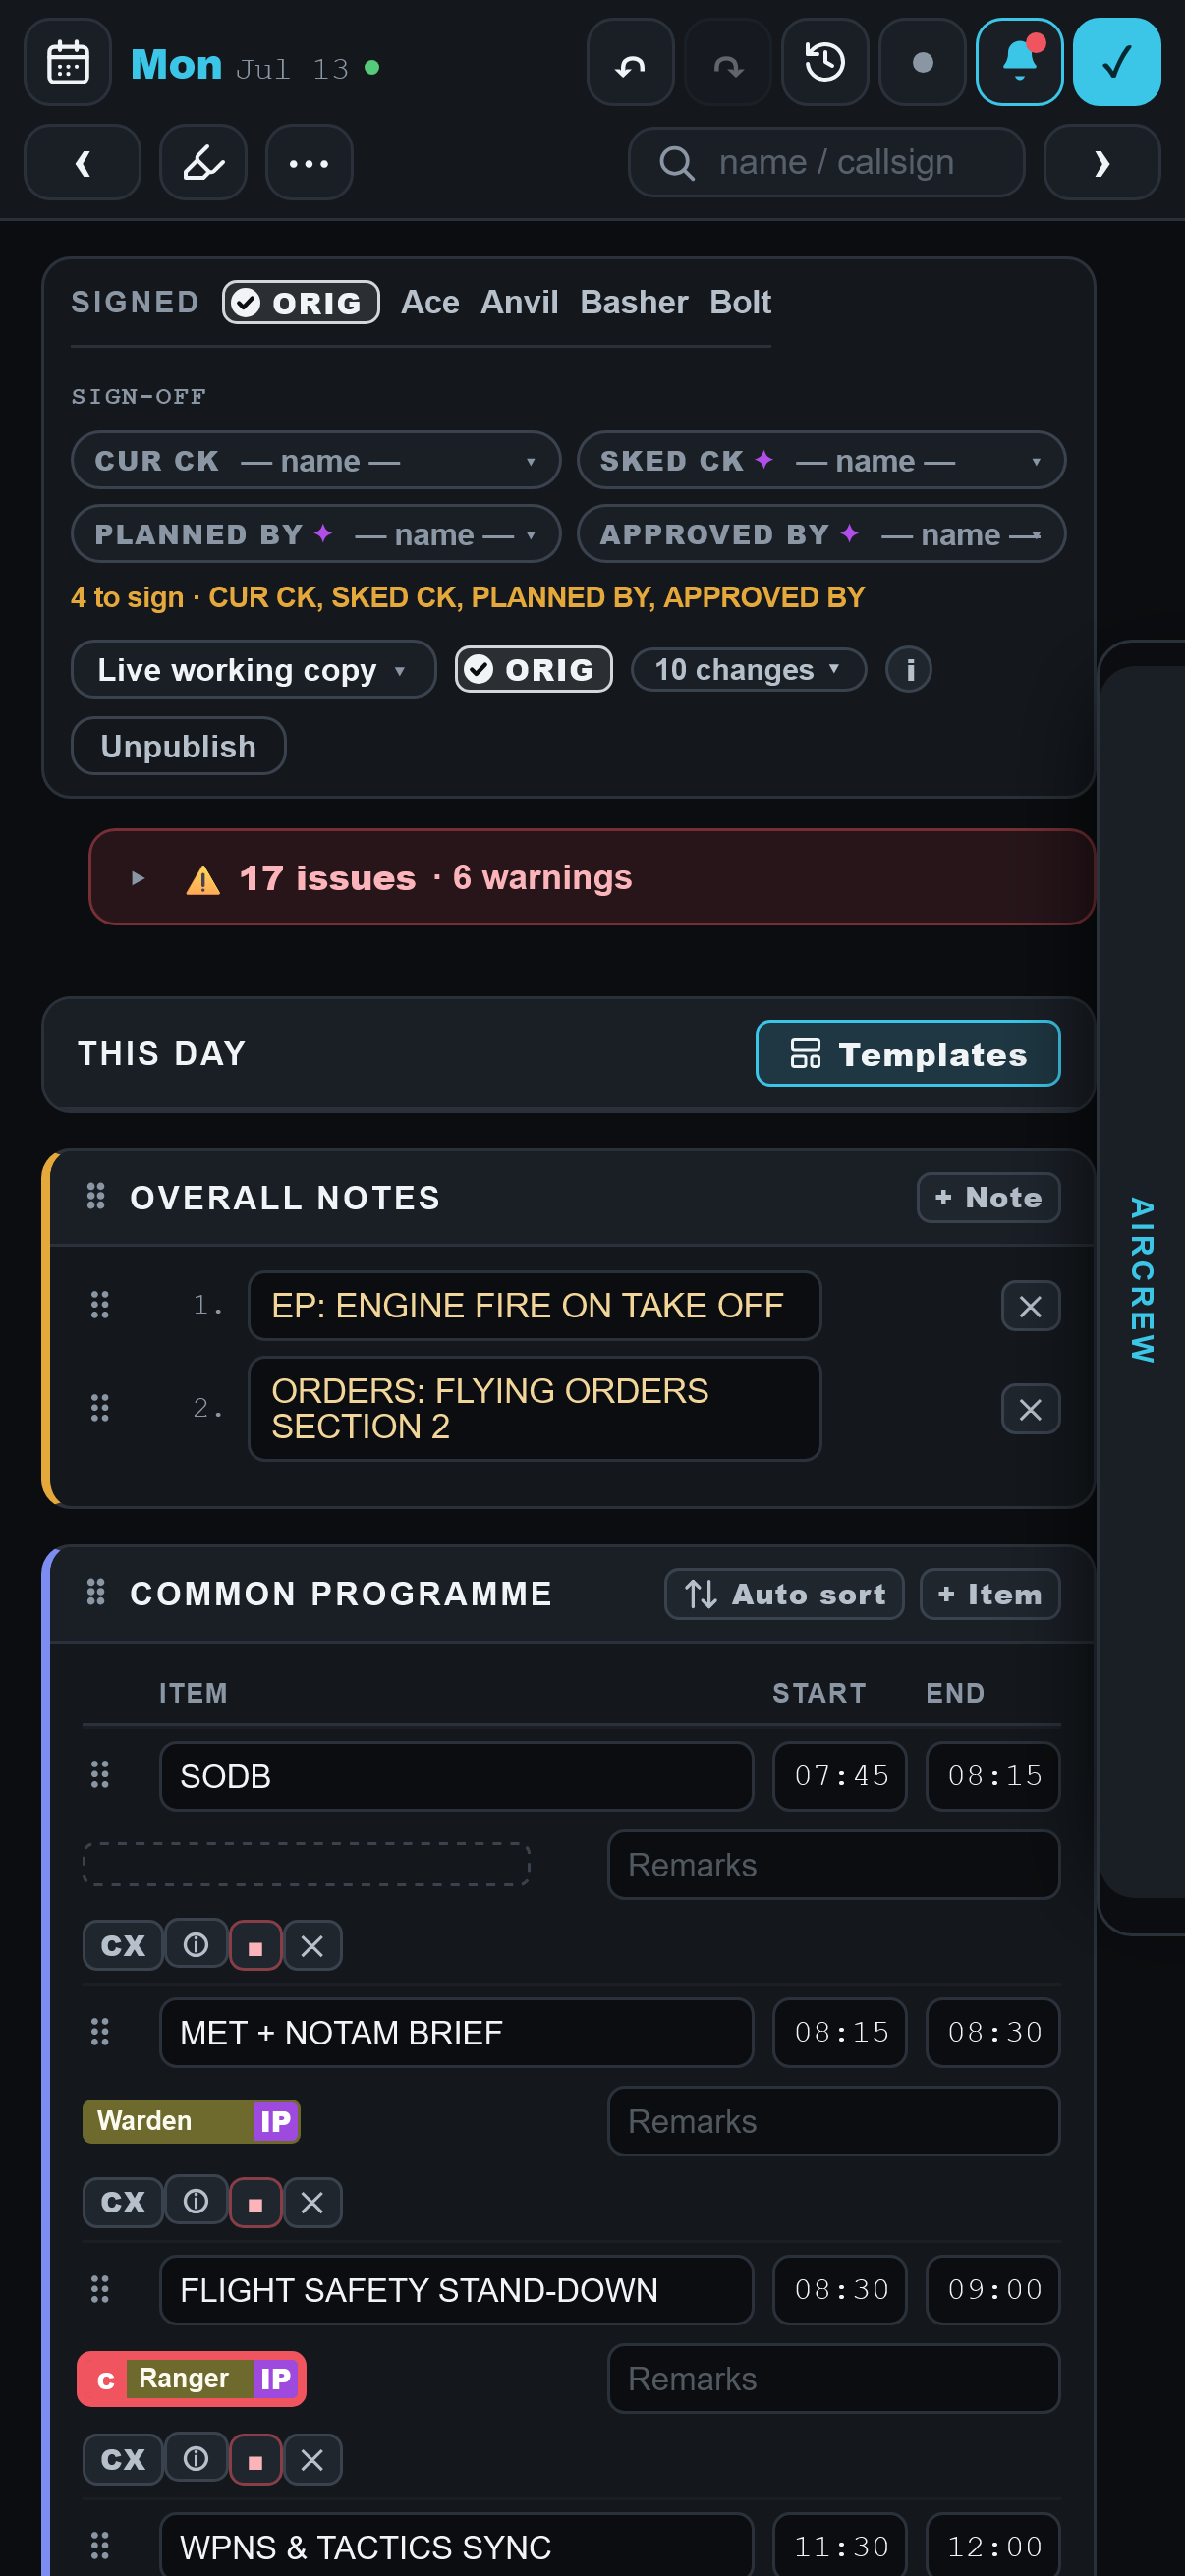 Mon Jul 13
name / callsign
SIGNED ORIG Ace Anvil Basher Bolt
SIGN-OFF
CUR CK — name —
SKED CK ✦ — name —
PLANNED BY ✦ — name —
APPROVED BY ✦ — name —
4 to sign · CUR CK, SKED CK, PLANNED BY, APPROVED BY
Live working copy ORIG 10 changes i
Unpublish
17 issues · 6 warnings
THIS DAY Templates
AIRCREW
OVERALL NOTES + Note
1. EP: ENGINE FIRE ON TAKE OFF
2. ORDERS: FLYING ORDERS
SECTION 2
COMMON PROGRAMME Auto sort + Item
ITEM START END
SODB 07:45 08:15
Remarks
CX
MET + NOTAM BRIEF 08:15 08:30
Warden IP Remarks
CX
FLIGHT SAFETY STAND-DOWN 08:30 09:00
C Ranger IP Remarks
CX
WPNS & TACTICS SYNC 11:30 12:00